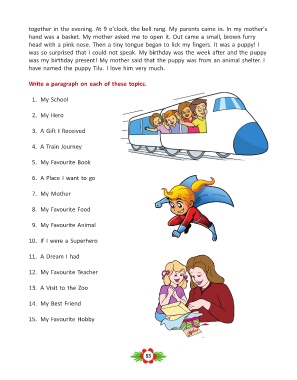 together in the evening. At 9 o'clock, the bell rang. My parents came in. In my mother's
hand was a basket. My mother asked me to open it. Out came a small, brown furry
head with a pink nose. Then a tiny tongue began to lick my fingers. It was a puppy! I
was so surprised that I could not speak. My birthday was the week after and the puppy
was my birthday present! My mother said that the puppy was from an animal shelter. I
have named the puppy Tilu. I love him very much.
Write a paragraph on each of these topics.
1. My School
2. My Hero
3. A Gift I Received
4. A Train Journey
5. My Favourite Book
6. A Place I want to go
7. My Mother
8. My Favourite Food
9. My Favourite Animal
10. If I were a Superhero
11. A Dream I had
12. My Favourite Teacher
13. A Visit to the Zoo
14. My Best Friend
15. My Favourite Hobby
53